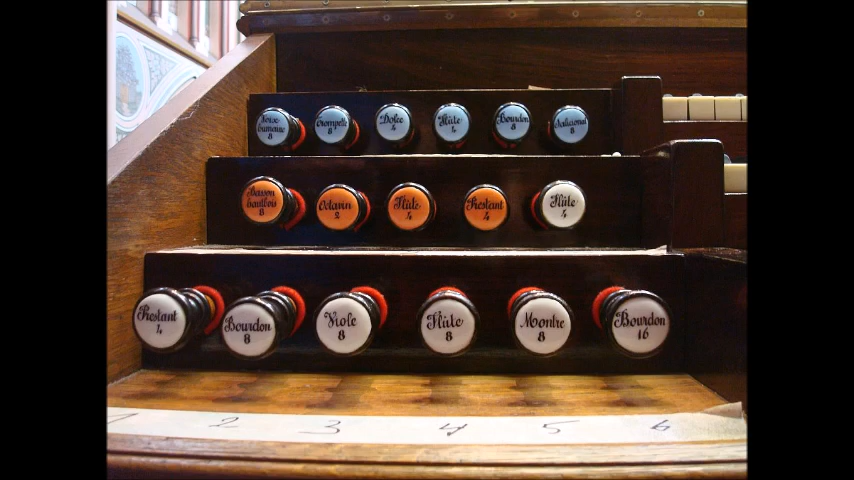 Voix-
humaine
8
Trompette
8
Dolce
4
Flûte
4
Bourdon
8
Salicional
8
Basson
hautbois
8
Octavin
2
Flûte
4
Prestant
4
Flûte
4
Prestant
4
Bourdon
8
Viole
8
Flûte
8
Montre
8
Bourdon
16
1 2 3 4 5 6